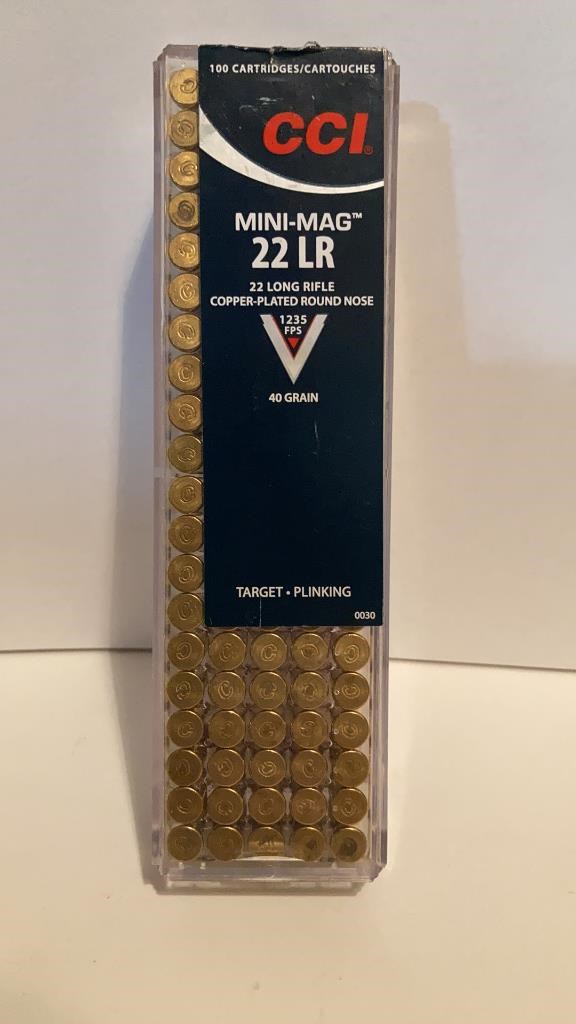 100 CARTRIDGES/CARTOUCHES
CCI®
MINI-MAG™
22 LR
22 LONG RIFLE
COPPER-PLATED ROUND NOSE
1235
FPS
40 GRAIN
TARGET • PLINKING
0030